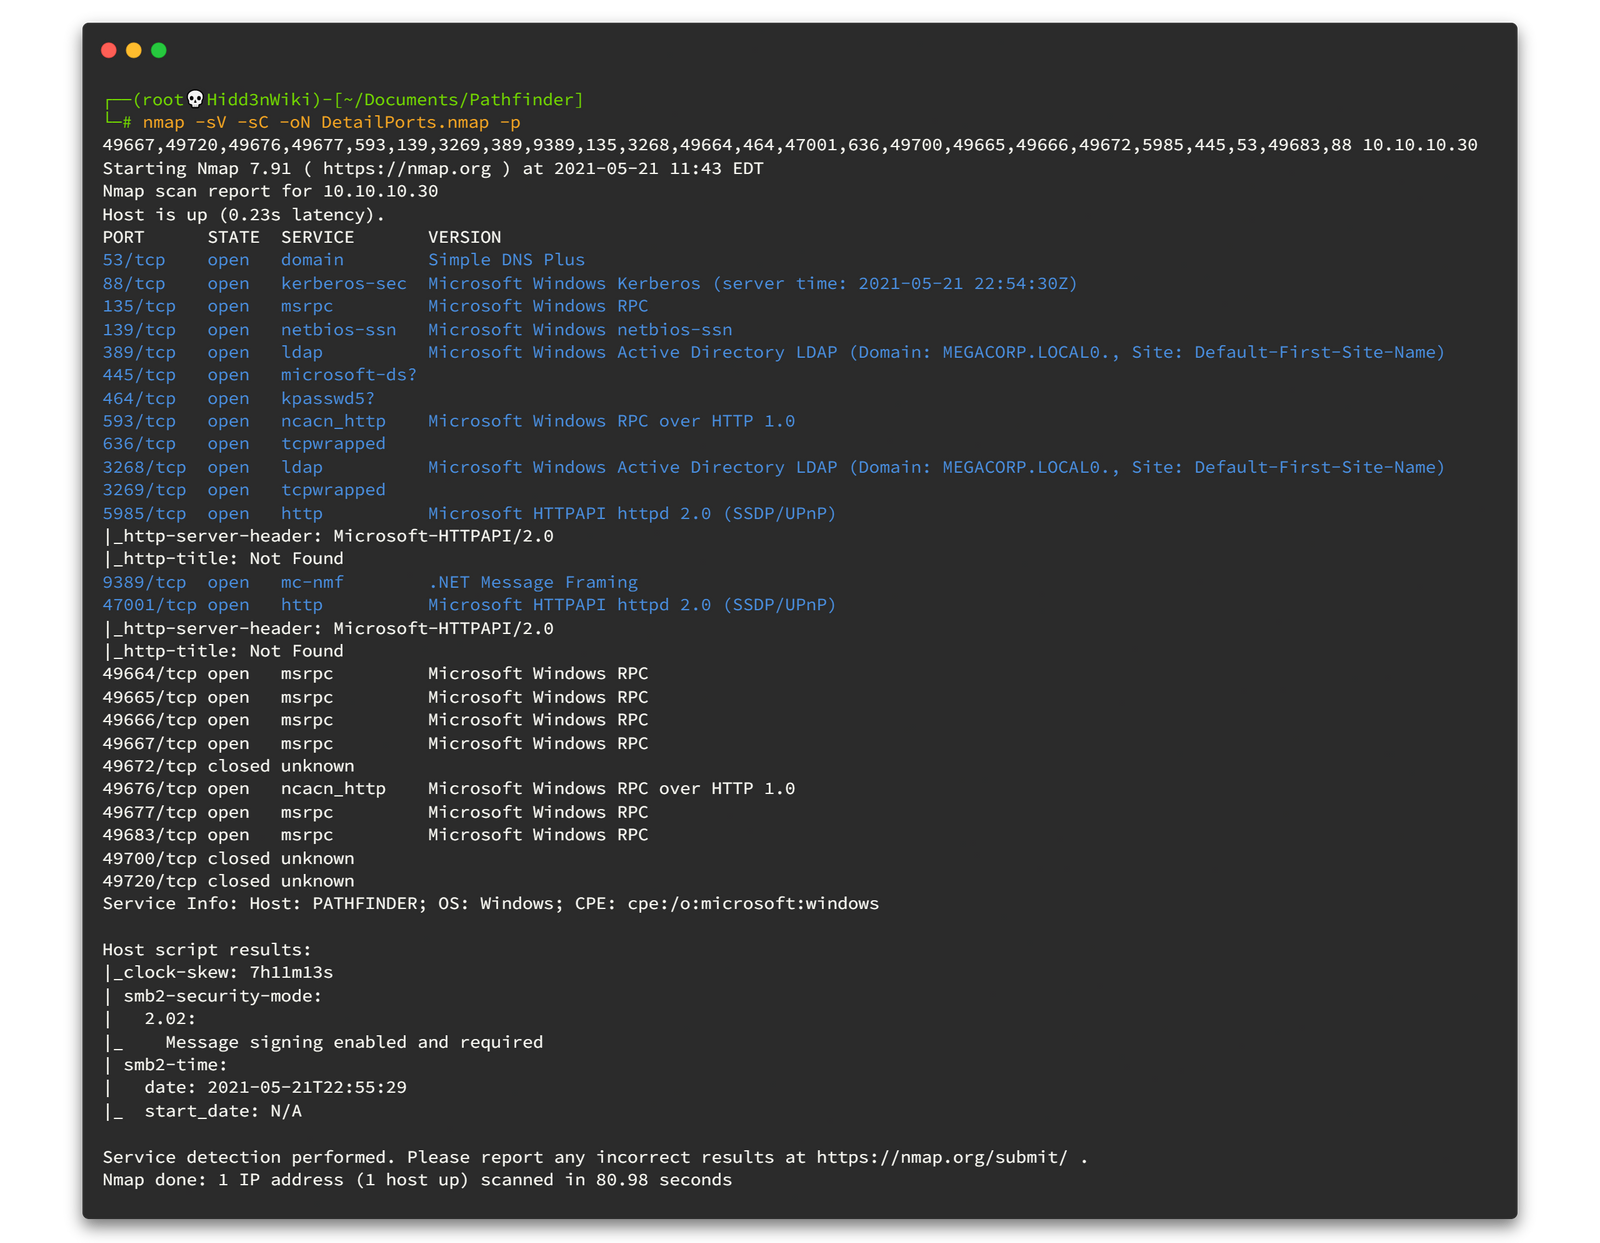 ┌──(root💀Hidd3nWiki)-[~/Documents/Pathfinder]
└─# nmap -sV -sC -oN DetailPorts.nmap -p
49667,49720,49676,49677,593,139,3269,389,9389,135,3268,49664,464,47001,636,49700,49665,49666,49672,5985,445,53,49683,88 10.10.10.30
Starting Nmap 7.91 ( https://nmap.org ) at 2021-05-21 11:43 EDT
Nmap scan report for 10.10.10.30
Host is up (0.23s latency).
PORT      STATE  SERVICE       VERSION
53/tcp    open   domain        Simple DNS Plus
88/tcp    open   kerberos-sec  Microsoft Windows Kerberos (server time: 2021-05-21 22:54:30Z)
135/tcp   open   msrpc         Microsoft Windows RPC
139/tcp   open   netbios-ssn   Microsoft Windows netbios-ssn
389/tcp   open   ldap          Microsoft Windows Active Directory LDAP (Domain: MEGACORP.LOCAL0., Site: Default-First-Site-Name)
445/tcp   open   microsoft-ds?
464/tcp   open   kpasswd5?
593/tcp   open   ncacn_http    Microsoft Windows RPC over HTTP 1.0
636/tcp   open   tcpwrapped
3268/tcp  open   ldap          Microsoft Windows Active Directory LDAP (Domain: MEGACORP.LOCAL0., Site: Default-First-Site-Name)
3269/tcp  open   tcpwrapped
5985/tcp  open   http          Microsoft HTTPAPI httpd 2.0 (SSDP/UPnP)
|_http-server-header: Microsoft-HTTPAPI/2.0
|_http-title: Not Found
9389/tcp  open   mc-nmf        .NET Message Framing
47001/tcp open   http          Microsoft HTTPAPI httpd 2.0 (SSDP/UPnP)
|_http-server-header: Microsoft-HTTPAPI/2.0
|_http-title: Not Found
49664/tcp open   msrpc         Microsoft Windows RPC
49665/tcp open   msrpc         Microsoft Windows RPC
49666/tcp open   msrpc         Microsoft Windows RPC
49667/tcp open   msrpc         Microsoft Windows RPC
49672/tcp closed unknown
49676/tcp open   ncacn_http    Microsoft Windows RPC over HTTP 1.0
49677/tcp open   msrpc         Microsoft Windows RPC
49683/tcp open   msrpc         Microsoft Windows RPC
49700/tcp closed unknown
49720/tcp closed unknown
Service Info: Host: PATHFINDER; OS: Windows; CPE: cpe:/o:microsoft:windows

Host script results:
|_clock-skew: 7h11m13s
| smb2-security-mode:
|   2.02:
|_    Message signing enabled and required
| smb2-time:
|   date: 2021-05-21T22:55:29
|_  start_date: N/A

Service detection performed. Please report any incorrect results at https://nmap.org/submit/ .
Nmap done: 1 IP address (1 host up) scanned in 80.98 seconds